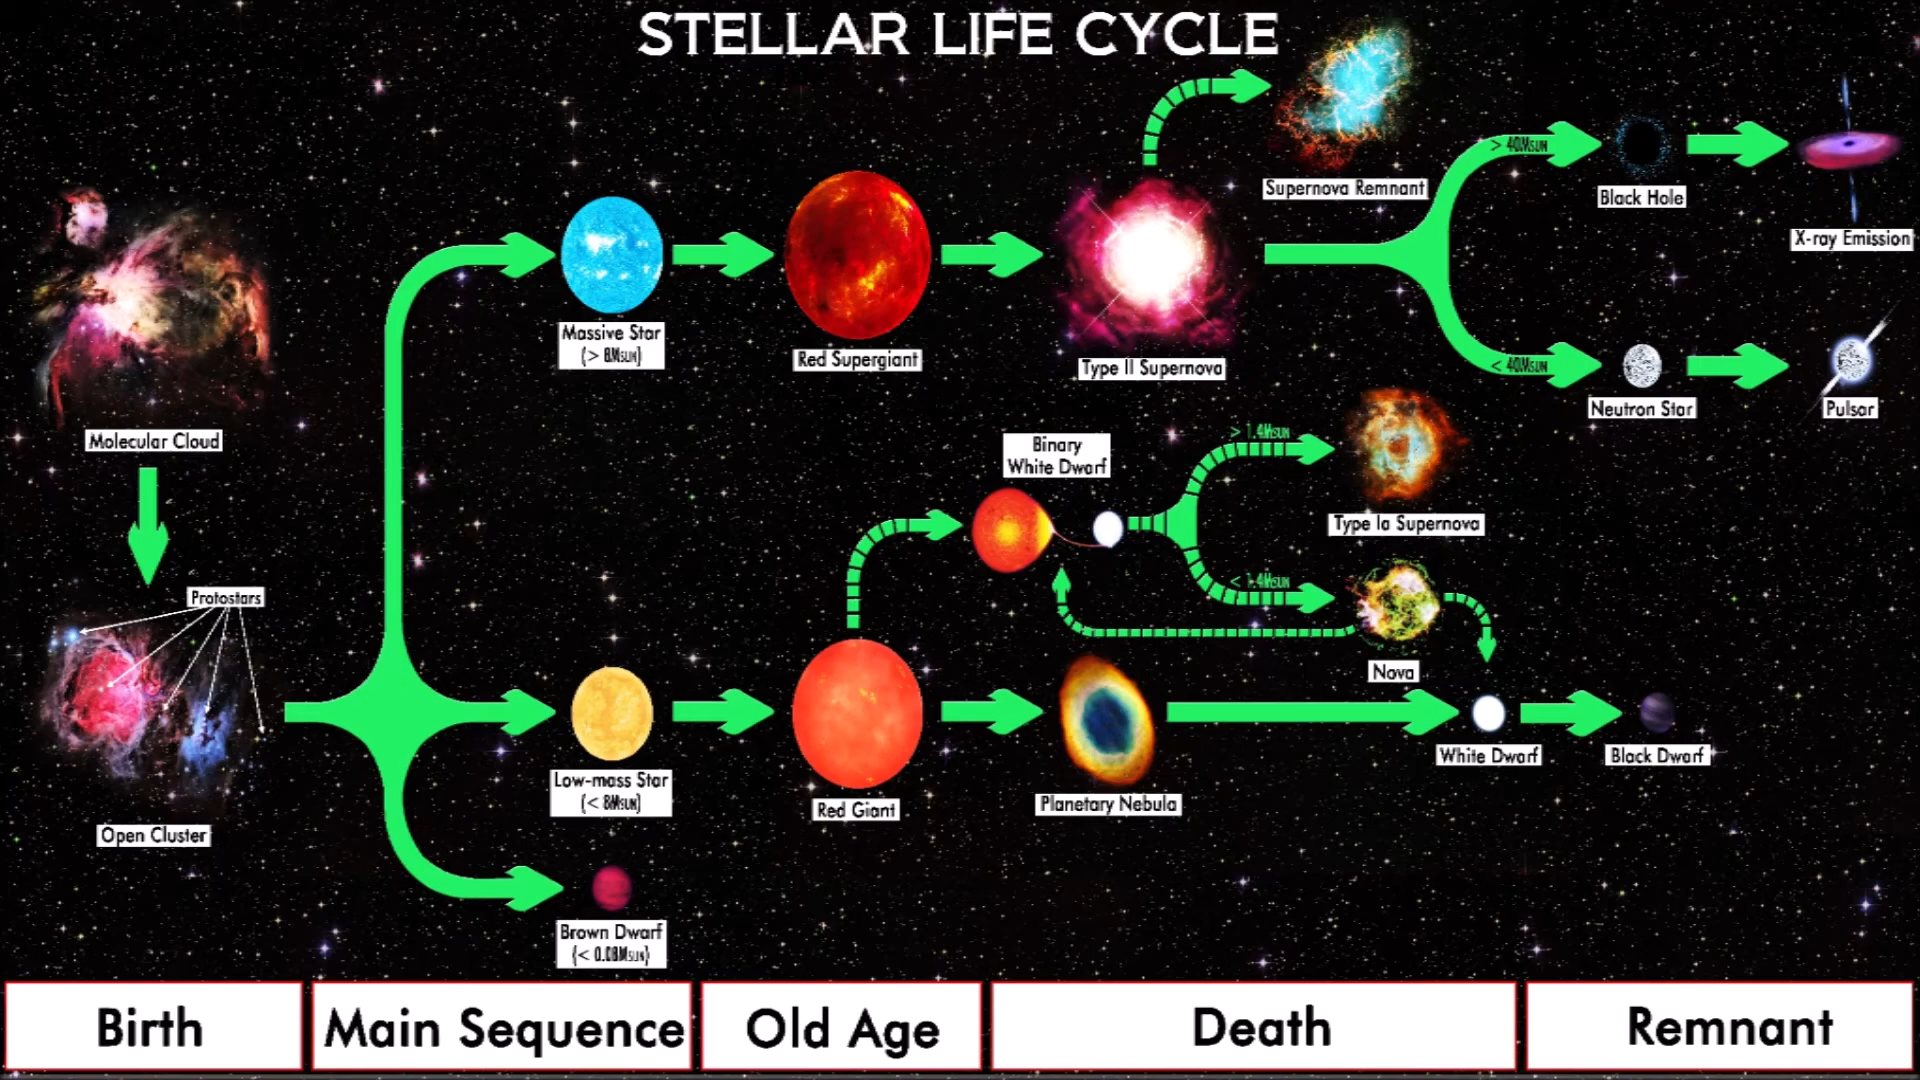 STELLAR LIFE CYCLE
Supernova Remnant
> 40MSUN
Black Hole
X-ray Emission
Massive Star
(> 8MSUN)
Red Supergiant
Type II Supernova
< 40MSUN
Neutron Star
Pulsar
Molecular Cloud
Binary
White Dwarf
> 1.4MSUN
Type Ia Supernova
< 1.4MSUN
Protostars
Nova
Low-mass Star
(< 8MSUN)
Red Giant
Planetary Nebula
White Dwarf
Black Dwarf
Open Cluster
Brown Dwarf
(< 0.08MSUN)
Birth
Main Sequence
Old Age
Death
Remnant